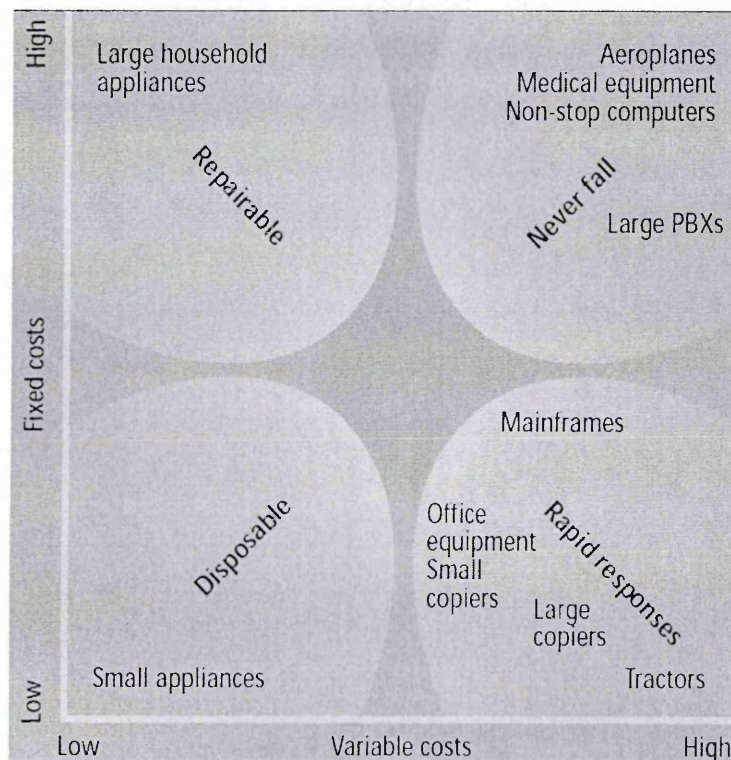 High
Large household
appliances
Repairable
Aeroplanes
Medical equipment
Non-stop computers
Never fall
Large PBXs
Fixed costs
Disposable
Small appliances
Mainframes
Office
equipment
Small
copiers
Rapid responses
Large
copiers
Tractors
Low
Low
Variable costs
High